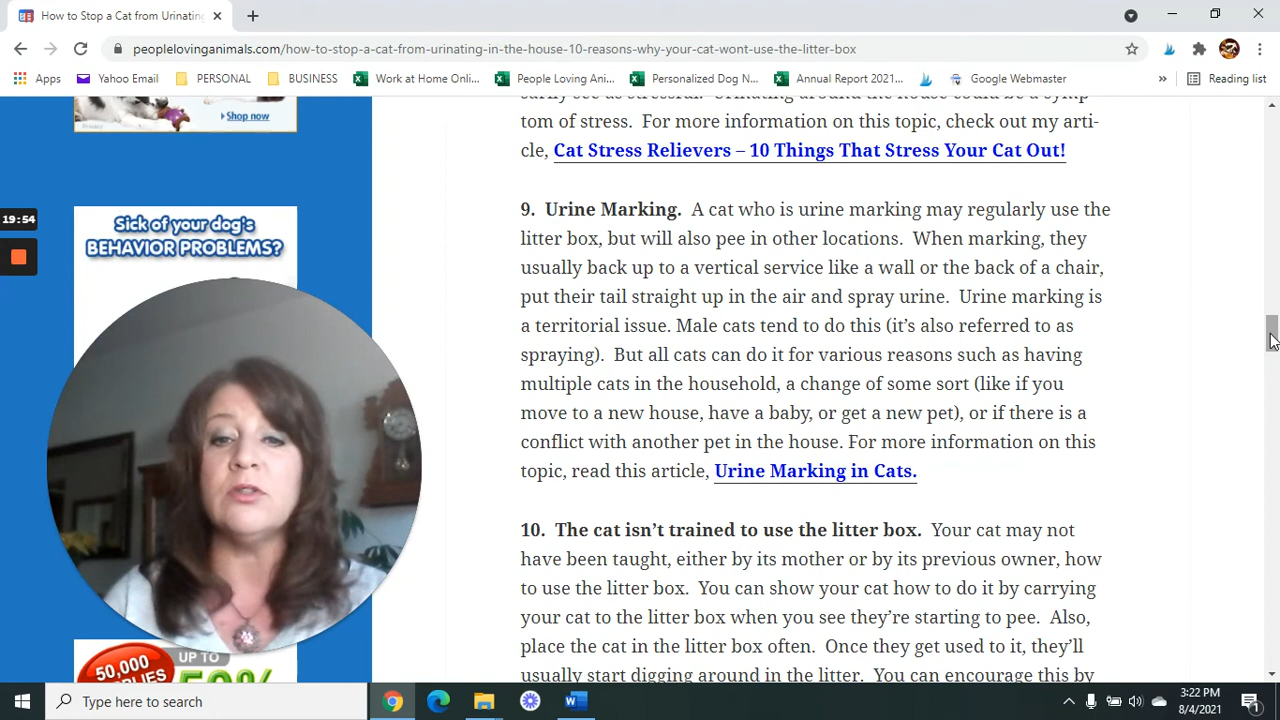 How to Stop a Cat from Urinating
peoplelovinganimals.com/how-to-stop-a-cat-from-urinating-in-the-house-10-reasons-why-your-cat-wont-use-the-litter-box
Apps Yahoo Email PERSONAL BUSINESS Work at Home Onli... People Loving Ani... Personalized Dog N... Annual Report 2021... Google Webmaster » Reading list
Privacy
Shop now
sarily see as stressful. Urinating around the house could be a symp-
tom of stress. For more information on this topic, check out my arti-
cle, Cat Stress Relievers – 10 Things That Stress Your Cat Out!
19:54
Sick of your dog's
BEHAVIOR PROBLEMS?
9. Urine Marking. A cat who is urine marking may regularly use the
litter box, but will also pee in other locations. When marking, they
usually back up to a vertical service like a wall or the back of a chair,
put their tail straight up in the air and spray urine. Urine marking is
a territorial issue. Male cats tend to do this (it's also referred to as
spraying). But all cats can do it for various reasons such as having
multiple cats in the household, a change of some sort (like if you
move to a new house, have a baby, or get a new pet), or if there is a
conflict with another pet in the house. For more information on this
topic, read this article, Urine Marking in Cats.
10. The cat isn't trained to use the litter box. Your cat may not
have been taught, either by its mother or by its previous owner, how
to use the litter box. You can show your cat how to do it by carrying
your cat to the litter box when you see they're starting to pee. Also,
place the cat in the litter box often. Once they get used to it, they'll
usually start digging around in the litter. You can encourage this by
50,000
UP TO
50%
Type here to search
3:22 PM
8/4/2021
1